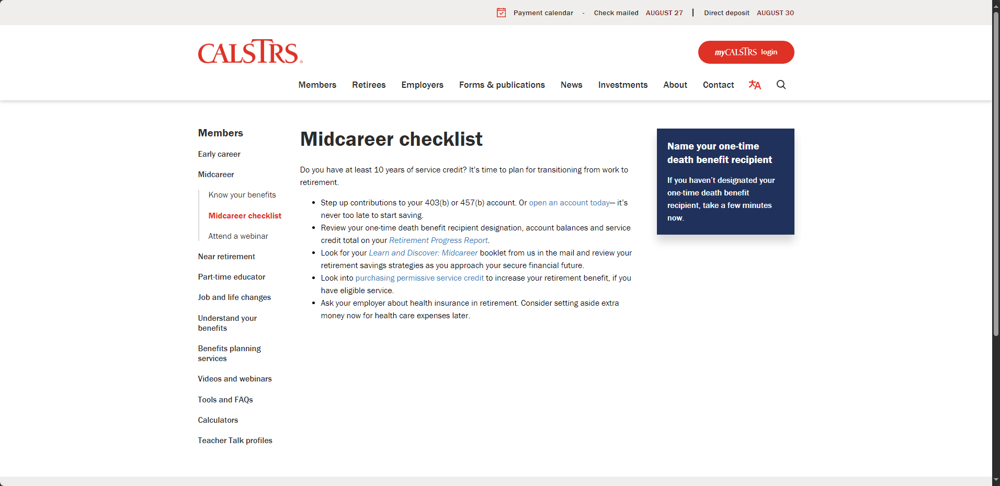 Payment calendar - Check mailed AUGUST 27 | Direct deposit AUGUST 30
CALSTRS®
myCALSTRS login
Members Retirees Employers Forms & publications News Investments About Contact
Members
Early career
Midcareer
Know your benefits
Midcareer checklist
Attend a webinar
Near retirement
Part-time educator
Job and life changes
Understand your
benefits
Benefits planning
services
Videos and webinars
Tools and FAQs
Calculators
Teacher Talk profiles
Midcareer checklist
Do you have at least 10 years of service credit? It’s time to plan for transitioning from work to
retirement.
• Step up contributions to your 403(b) or 457(b) account. Or open an account today— it’s
never too late to start saving.
• Review your one-time death benefit recipient designation, account balances and service
credit total on your Retirement Progress Report.
• Look for your Learn and Discover: Midcareer booklet from us in the mail and review your
retirement savings strategies as you approach your secure financial future.
• Look into purchasing permissive service credit to increase your retirement benefit, if you
have eligible service.
• Ask your employer about health insurance in retirement. Consider setting aside extra
money now for health care expenses later.
Name your one-time
death benefit recipient
If you haven’t designated your
one-time death benefit
recipient, take a few minutes
now.